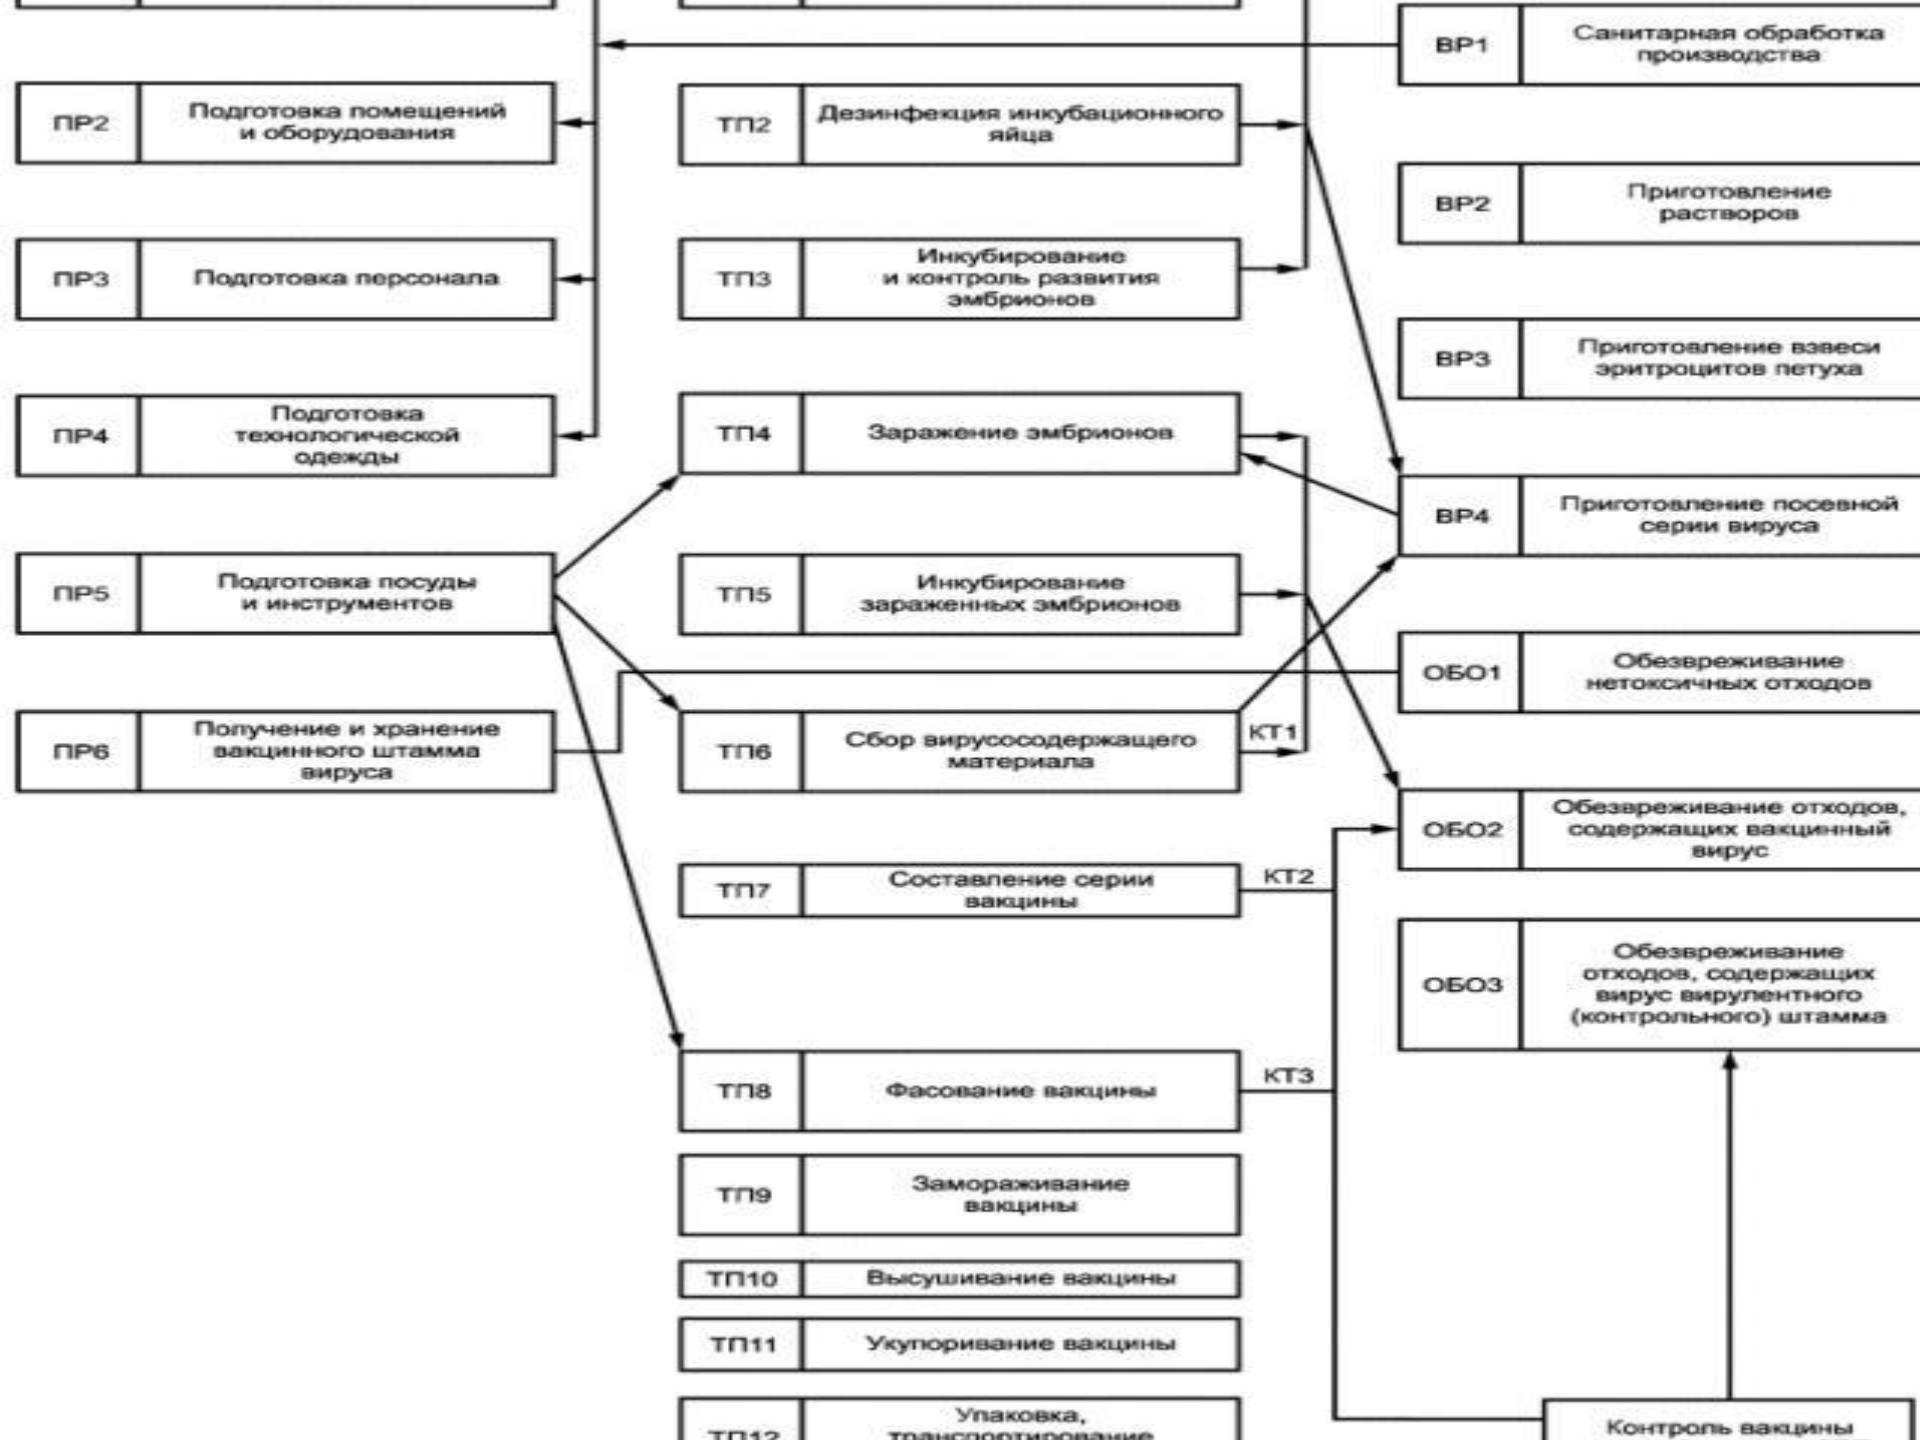 ВР1
Санитарная обработка
производства
ПР2
Подготовка помещений
и оборудования
ТП2
Дезинфекция инкубационного
яйца
ВР2
Приготовление
растворов
ПР3
Подготовка персонала
ТП3
Инкубирование
и контроль развития
эмбрионов
ВР3
Приготовление взвеси
эритроцитов петуха
ПР4
Подготовка
технологической
одежды
ТП4
Заражение эмбрионов
ВР4
Приготовление посевной
серии вируса
ПР5
Подготовка посуды
и инструментов
ТП5
Инкубирование
зараженных эмбрионов
ОБО1
Обезвреживание
нетоксичных отходов
ПР6
Получение и хранение
вакцинного штамма
вируса
ТП6
Сбор вирусосодержащего
материала
КТ1
ОБО2
Обезвреживание отходов,
содержащих вакцинный
вирус
ТП7
Составление серии
вакцины
КТ2
ОБО3
Обезвреживание
отходов, содержащих
вирус вирулентного
(контрольного) штамма
ТП8
Фасование вакцины
КТ3
ТП9
Замораживание
вакцины
ТП10
Высушивание вакцины
ТП11
Укупоривание вакцины
ТП12
Упаковка,
транспортирование
Контроль вакцины